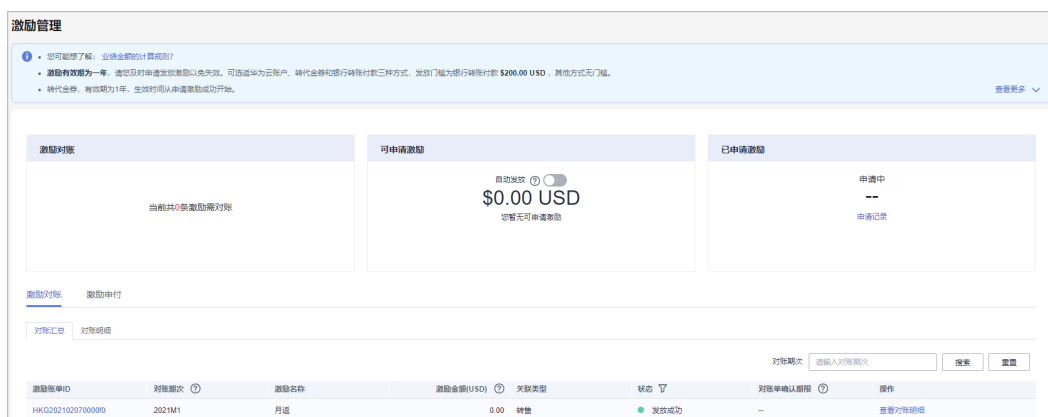 激励管理
您可能想了解： 业绩金额的计算规则?
激励有效期为一年，请您及时申请发放激励以免失效。可选返华为云账户、转代金券和银行转账付款三种方式，发放门槛为银行转账付款 $200.00 USD ，其他方式无门槛。
转代金券，有效期为1年，生效时间从申请激励成功开始。
查看更多
激励对账
可申请激励
已申请激励
当前共0条激励需对账
自动发放
$0.00 USD
您暂无可申请激励
申请中
--
申请记录
激励对账 激励申付
对账汇总 对账明细
对账期次 请输入对账期次 搜索 重置
激励账单ID 对账期次 激励名称 激励金额(USD) 关联类型 状态 对账单确认期限 操作
HKG202102070000f0 2021M1 月返 0.00 转售 发放成功 -- 查看对账明细